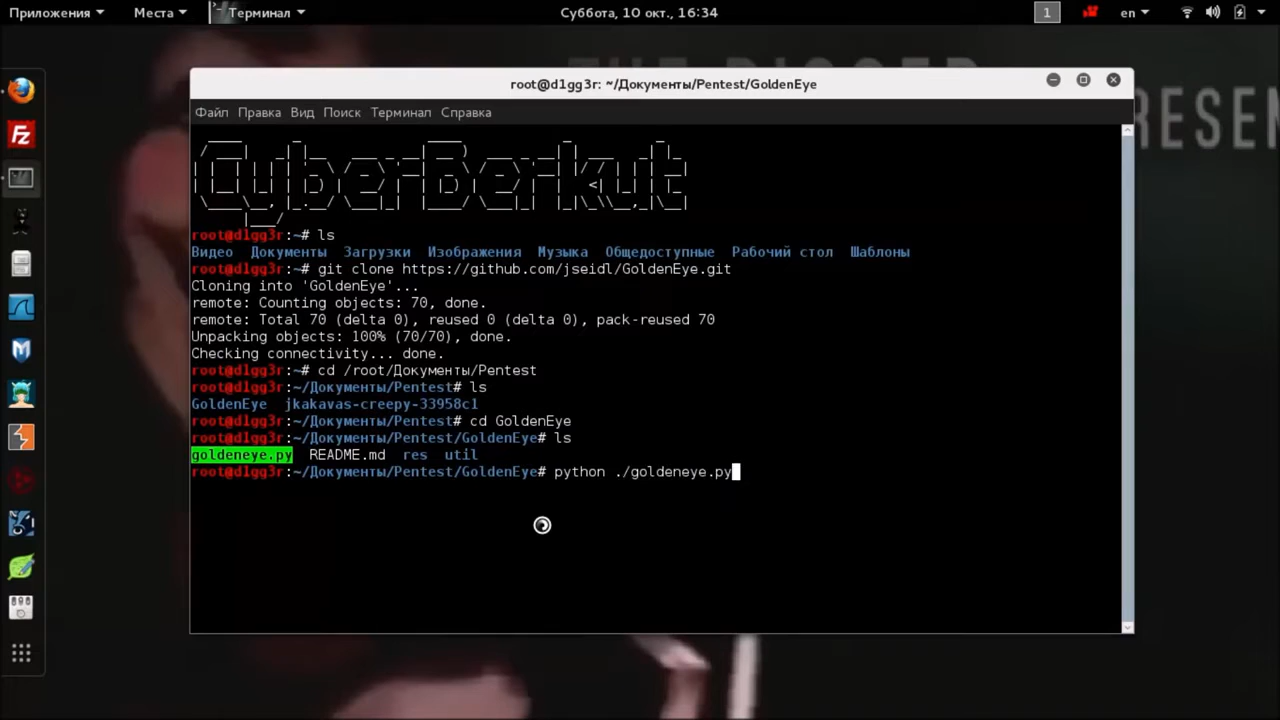 Приложения Места Терминал Суббота, 10 окт., 16:34 1 en
THE DIGGER
PRESEN
root@d1gg3r: ~/Документы/Pentest/GoldenEye
Файл Правка Вид Поиск Терминал Справка
CyberBerkut
root@d1gg3r:~# ls
Видео Документы Загрузки Изображения Музыка Общедоступные Рабочий стол Шаблоны
root@d1gg3r:~# git clone https://github.com/jseidl/GoldenEye.git
Cloning into 'GoldenEye'...
remote: Counting objects: 70, done.
remote: Total 70 (delta 0), reused 0 (delta 0), pack-reused 70
Unpacking objects: 100% (70/70), done.
Checking connectivity... done.
root@d1gg3r:~# cd /root/Документы/Pentest
root@d1gg3r:~/Документы/Pentest# ls
GoldenEye jkakavas-creepy-33958c1
root@d1gg3r:~/Документы/Pentest# cd GoldenEye
root@d1gg3r:~/Документы/Pentest/GoldenEye# ls
goldeneye.py README.md res util
root@d1gg3r:~/Документы/Pentest/GoldenEye# python ./goldeneye.py